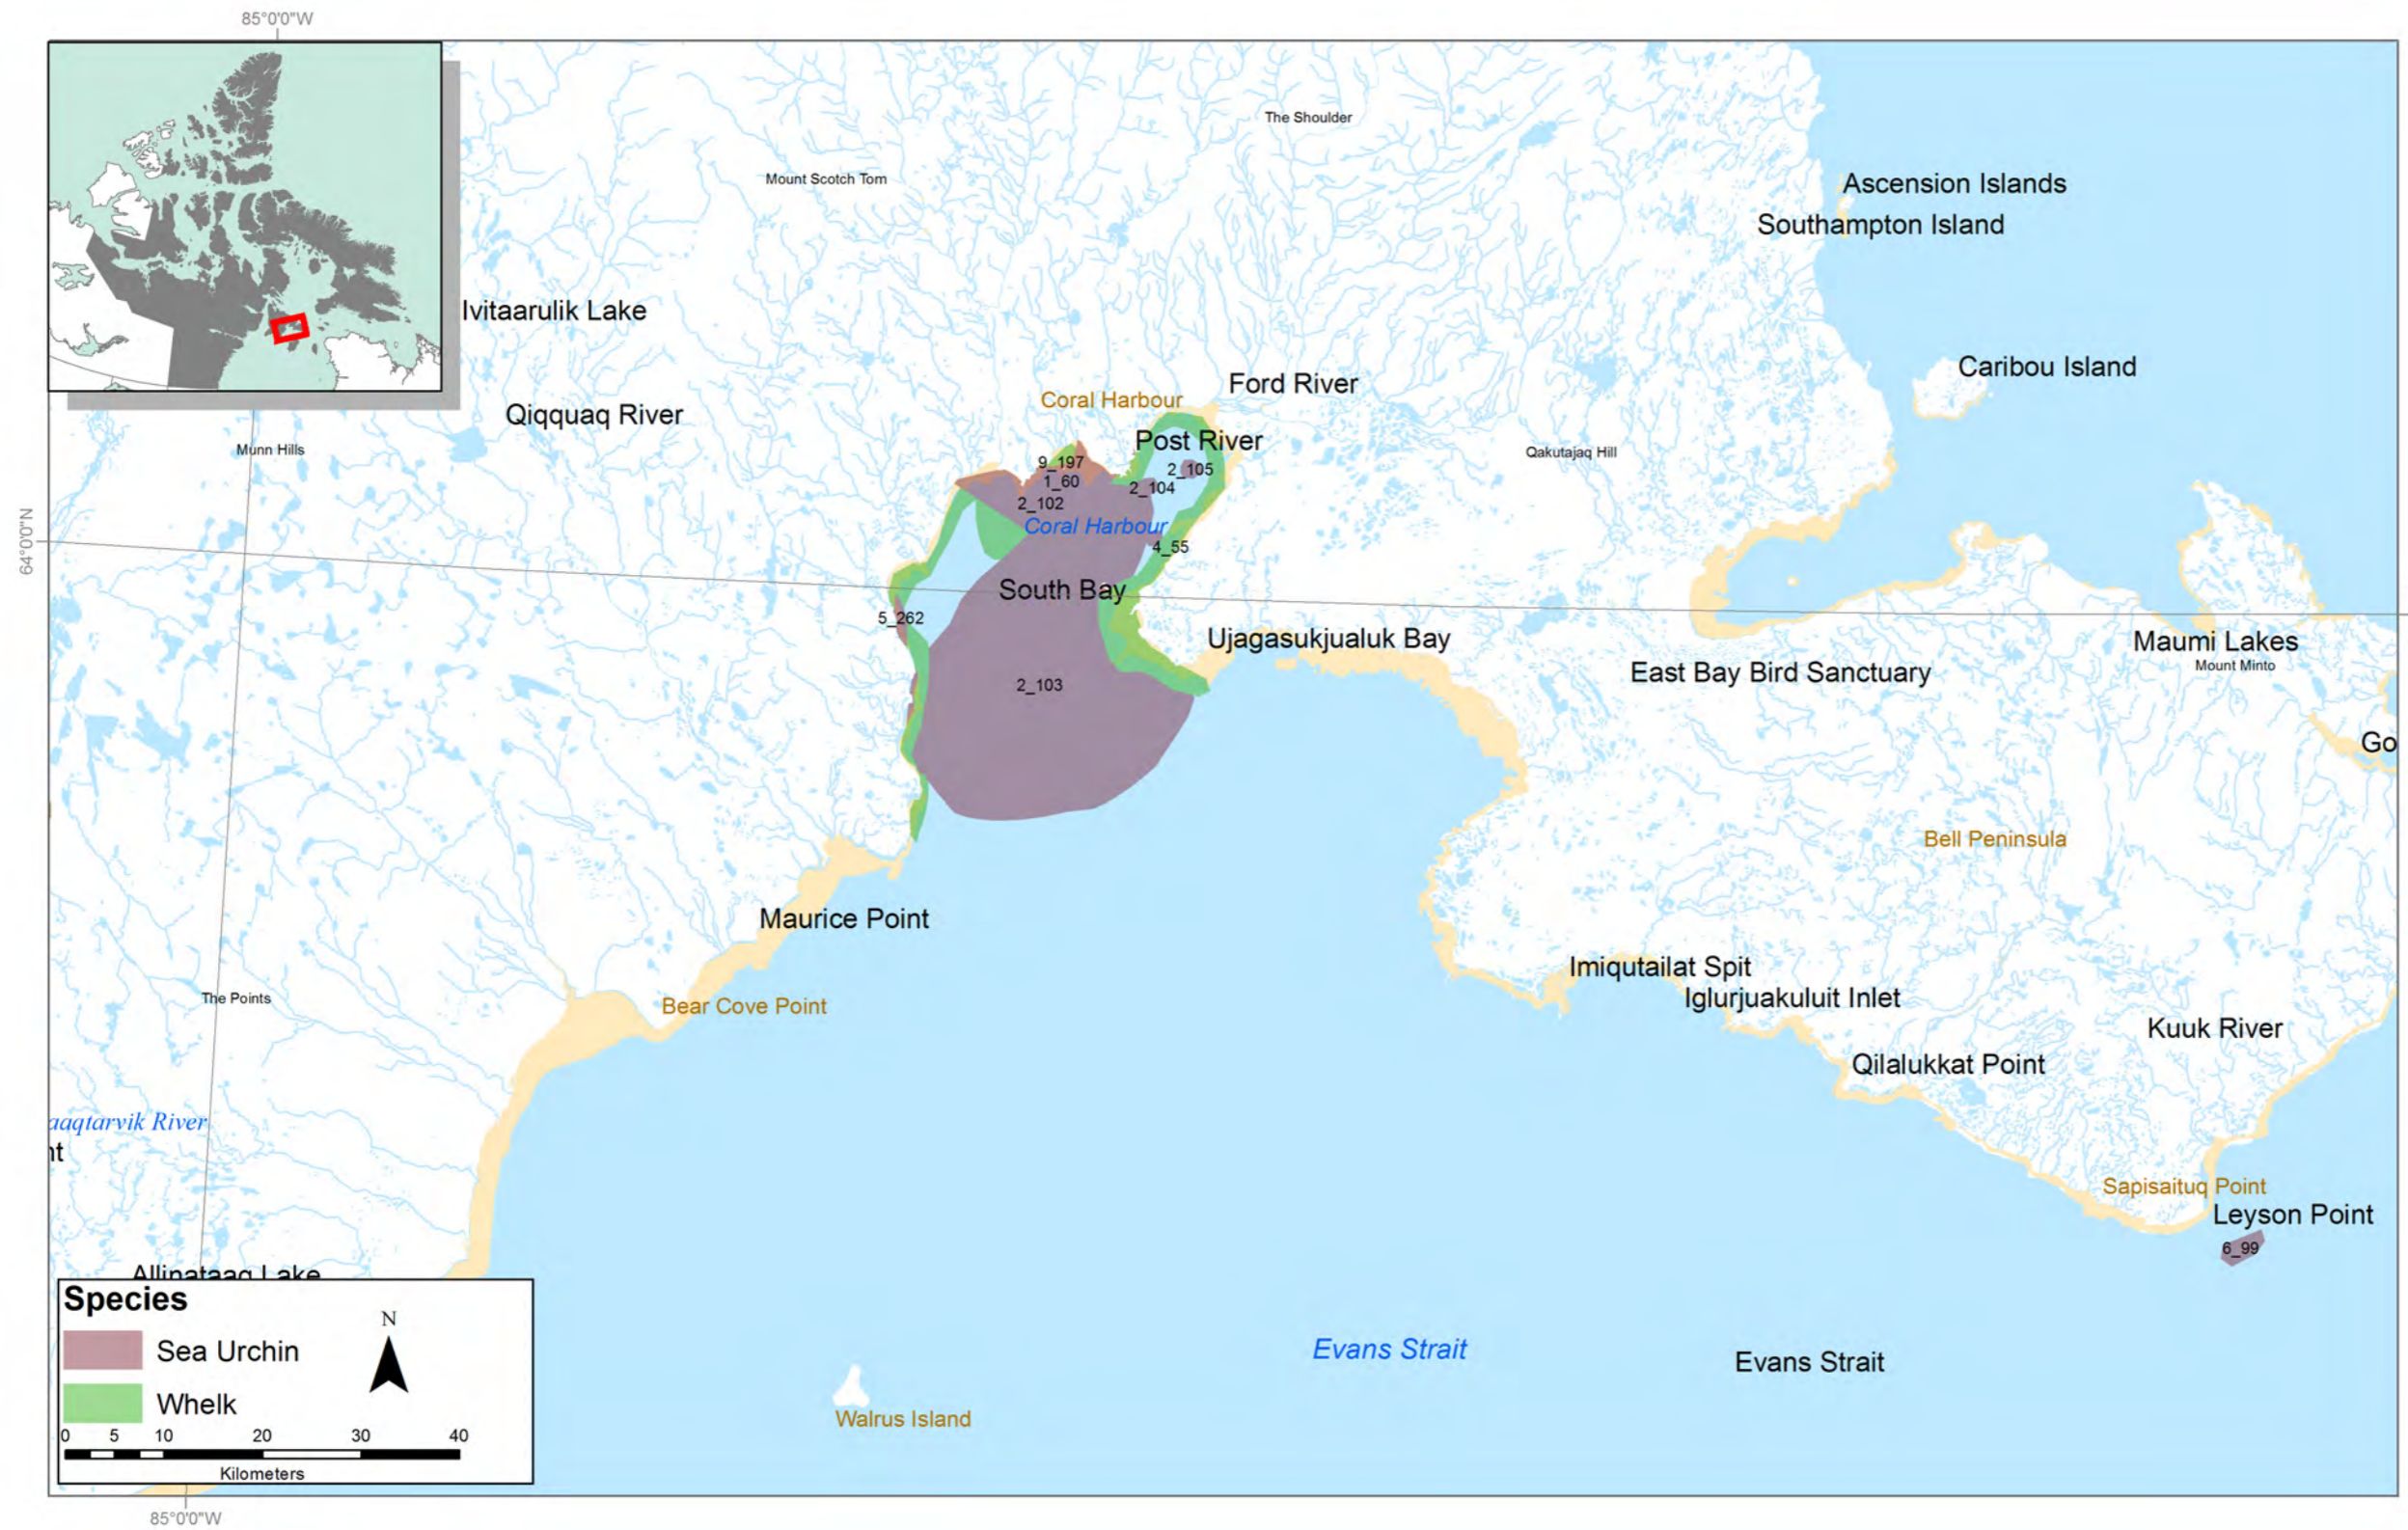 85°0'0"W
The Shoulder
Mount Scotch Tom
Ascension Islands
Southampton Island
Ivitaarulik Lake
Caribou Island
Ford River
Coral Harbour
Qiqquaq River
Post River
Munn Hills
Qakutajaq Hill
9_197
2_105
1_60
2_104
2_102
Coral Harbour
64°0'0"N
4_55
South Bay
5_262
Ujagasukjualuk Bay
Maumi Lakes
Mount Minto
East Bay Bird Sanctuary
2_103
Go
Bell Peninsula
Maurice Point
Imiqutailat Spit
Iglurjuakuluit Inlet
The Points
Bear Cove Point
Kuuk River
Qilalukkat Point
aaqtarvik River
nt
Sapisaituq Point
Leyson Point
6_99
Allinataaq Lake
Species
N
Sea Urchin
Whelk
0 5 10 20 30 40
Kilometers
Evans Strait
Evans Strait
Walrus Island
85°0'0"W